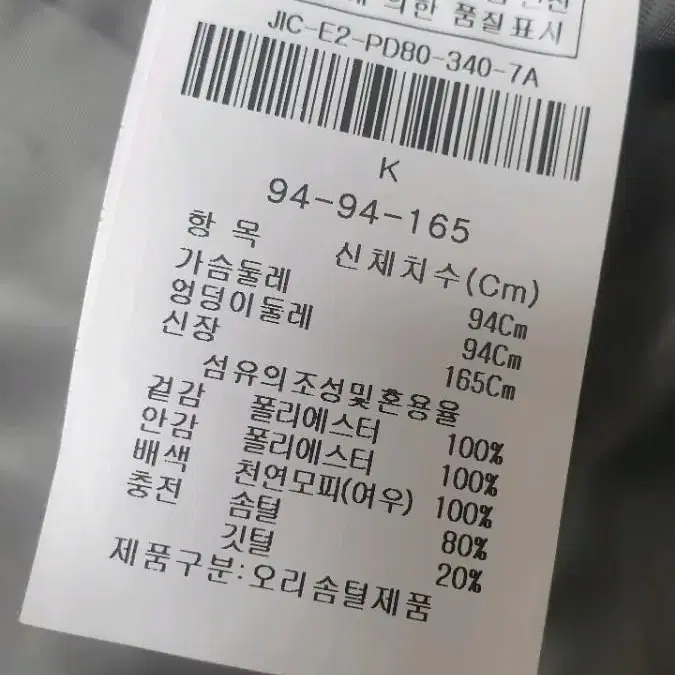 의한 품질표시
JIC-E2-PD80-340-7A
K
94-94-165
항 목 신체치수(Cm)
가슴둘레 94Cm
엉덩이둘레 94Cm
신장 165Cm
섬유의조성및혼용율
겉감 폴리에스터 100%
안감 폴리에스터 100%
배색 천연모피(여우) 100%
충전 솜털 80%
깃털 20%
제품구분:오리솜털제품